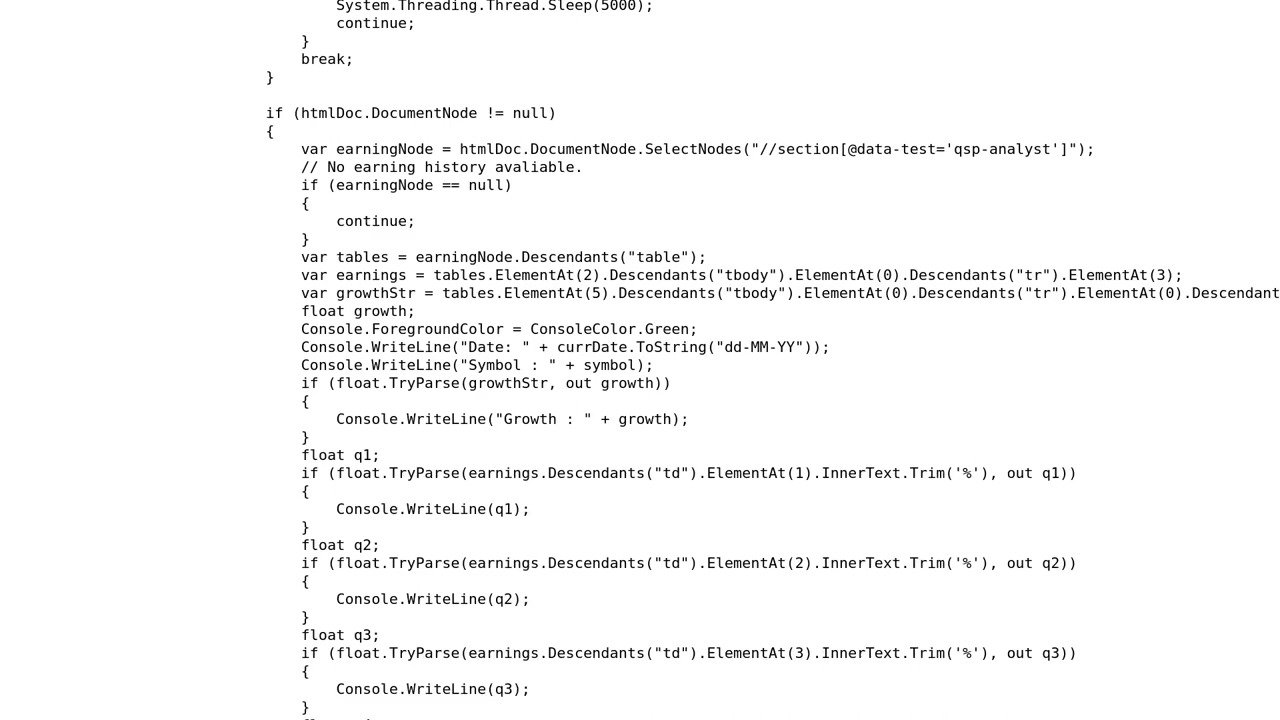 System.Threading.Thread.Sleep(5000);
continue;
}
break;
}
if (htmlDoc.DocumentNode != null)
{
var earningNode = htmlDoc.DocumentNode.SelectNodes("//section[@data-test='qsp-analyst']");
// No earning history avaliable.
if (earningNode == null)
{
continue;
}
var tables = earningNode.Descendants("table");
var earnings = tables.ElementAt(2).Descendants("tbody").ElementAt(0).Descendants("tr").ElementAt(3);
var growthStr = tables.ElementAt(5).Descendants("tbody").ElementAt(0).Descendants("tr").ElementAt(0).Descendant
float growth;
Console.ForegroundColor = ConsoleColor.Green;
Console.WriteLine("Date: " + currDate.ToString("dd-MM-YY"));
Console.WriteLine("Symbol : " + symbol);
if (float.TryParse(growthStr, out growth))
{
Console.WriteLine("Growth : " + growth);
}
float q1;
if (float.TryParse(earnings.Descendants("td").ElementAt(1).InnerText.Trim('%'), out q1))
{
Console.WriteLine(q1);
}
float q2;
if (float.TryParse(earnings.Descendants("td").ElementAt(2).InnerText.Trim('%'), out q2))
{
Console.WriteLine(q2);
}
float q3;
if (float.TryParse(earnings.Descendants("td").ElementAt(3).InnerText.Trim('%'), out q3))
{
Console.WriteLine(q3);
}